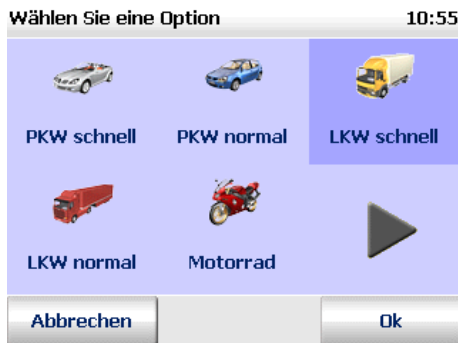 Wählen Sie eine Option 10:55
PKW schnell PKW normal LKW schnell
LKW normal Motorrad
Abbrechen Ok